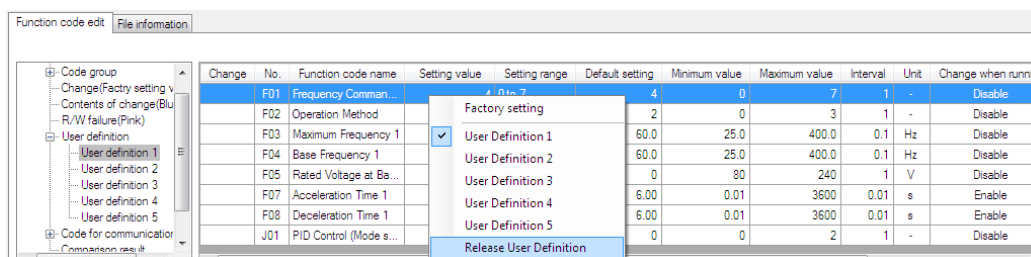 Function code edit File information
Code group
Change(Factry setting v
Contents of change(Blu
R/W failure(Pink)
User definition
User definition 1
User definition 2
User definition 3
User definition 4
User definition 5
Code for communication
Comparison result
Change No. Function code name Setting value Setting range Default setting Minimum value Maximum value Interval Unit Change when runn
F01 Frequency Comman... 4 0 to 7 4 0 7 1 - Disable
F02 Operation Method 2 0 3 1 - Disable
F03 Maximum Frequency 1 60.0 25.0 400.0 0.1 Hz Disable
F04 Base Frequency 1 60.0 25.0 400.0 0.1 Hz Disable
F05 Rated Voltage at Ba... 0 80 240 1 V Disable
F07 Acceleration Time 1 6.00 0.01 3600 0.01 s Enable
F08 Deceleration Time 1 6.00 0.01 3600 0.01 s Enable
J01 PID Control (Mode s... 0 0 2 1 - Disable
Factory setting
User Definition 1
User Definition 2
User Definition 3
User Definition 4
User Definition 5
Release User Definition